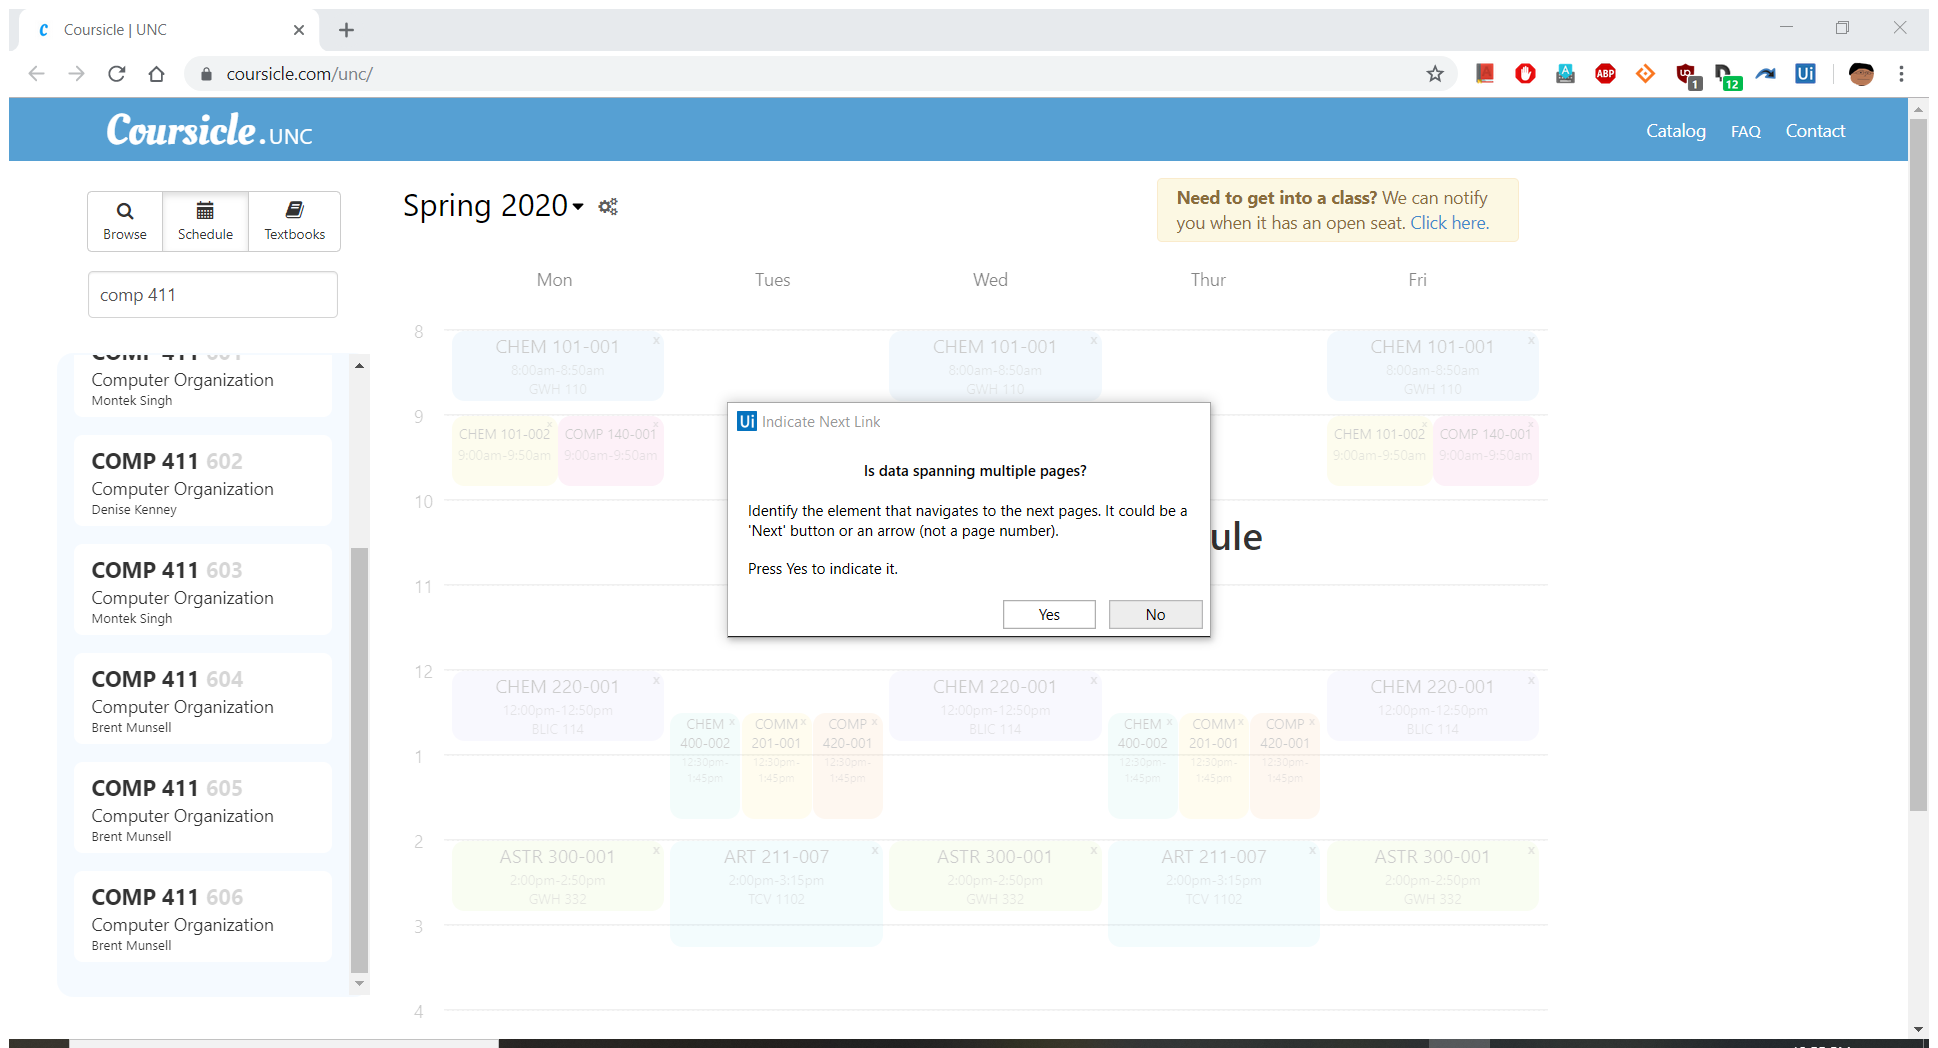 Coursicle | UNC
coursicle.com/unc/
ABP
1
12
Ui
Coursicle.UNC
Catalog
FAQ
Contact
Browse
Schedule
Textbooks
Spring 2020
Need to get into a class? We can notify
you when it has an open seat. Click here.
comp 411
Mon
Tues
Wed
Thur
Fri
COMP 411 601
Computer Organization
Montek Singh
COMP 411 602
Computer Organization
Denise Kenney
COMP 411 603
Computer Organization
Montek Singh
COMP 411 604
Computer Organization
Brent Munsell
COMP 411 605
Computer Organization
Brent Munsell
COMP 411 606
Computer Organization
Brent Munsell
8
CHEM 101-001 x
8:00am-8:50am
GWH 110
CHEM 101-001 x
8:00am-8:50am
GWH 110
CHEM 101-001 x
8:00am-8:50am
GWH 110
9
CHEM 101-002 x
9:00am-9:50am
COMP 140-001 x
9:00am-9:50am
CHEM 101-002 x
9:00am-9:50am
COMP 140-001 x
9:00am-9:50am
Ui Indicate Next Link
Is data spanning multiple pages?
Identify the element that navigates to the next pages. It could be a
'Next' button or an arrow (not a page number).
Press Yes to indicate it.
Yes
No
10
ule
11
12
CHEM 220-001 x
12:00pm-12:50pm
BLIC 114
CHEM 220-001 x
12:00pm-12:50pm
BLIC 114
CHEM 220-001 x
12:00pm-12:50pm
BLIC 114
CHEM x
400-002
12:30pm-
1:45pm
COMM x
201-001
12:30pm-
1:45pm
COMP x
420-001
12:30pm-
1:45pm
CHEM x
400-002
12:30pm-
1:45pm
COMM x
201-001
12:30pm-
1:45pm
COMP x
420-001
12:30pm-
1:45pm
1
2
ASTR 300-001 x
2:00pm-2:50pm
GWH 332
ART 211-007 x
2:00pm-3:15pm
TCV 1102
ASTR 300-001 x
2:00pm-2:50pm
GWH 332
ART 211-007 x
2:00pm-3:15pm
TCV 1102
ASTR 300-001 x
2:00pm-2:50pm
GWH 332
3
4